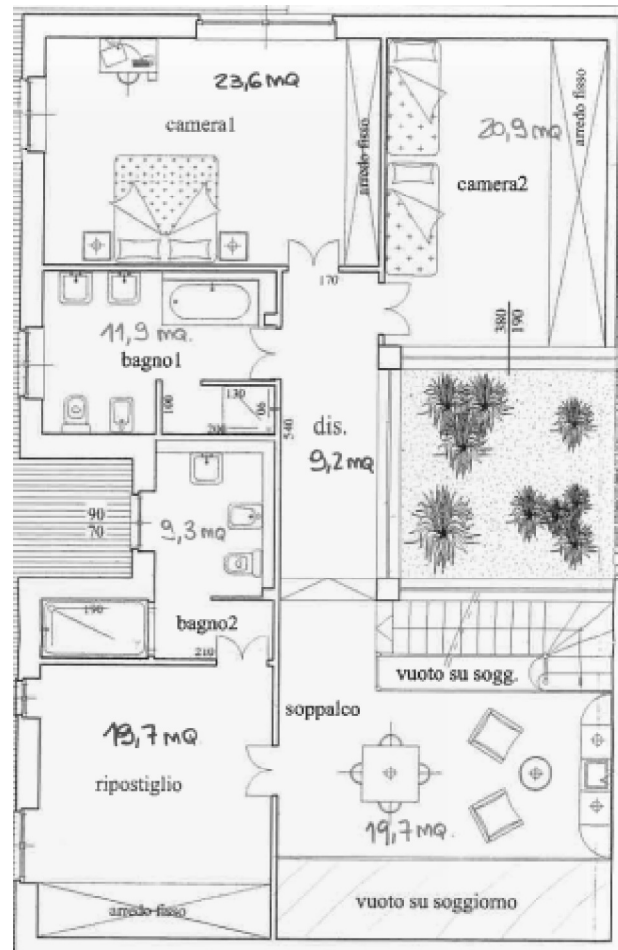 23,6 MQ
camera1
arredo fisso
20,9 MQ
camera2
arredo fisso
170
380
190
11,9 MQ.
bagno1
130
90
100
200
540
dis.
9,2 MQ
90
70
9,3 MQ
190
bagno2
210
vuoto su sogg.
soppalco
19,7 MQ
ripostiglio
19,7 MQ.
arredo fisso
vuoto su soggiorno